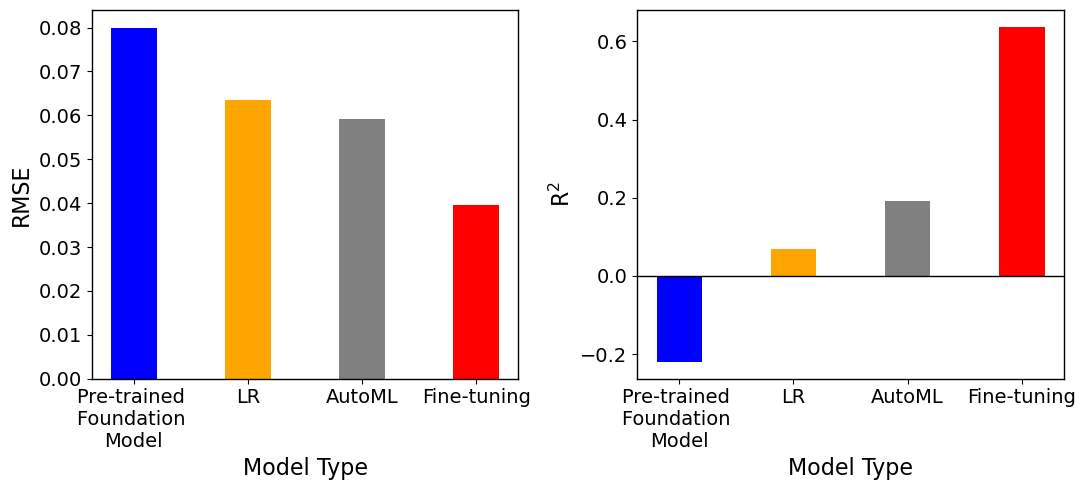 0.08
0.07
0.06
0.05
0.04
0.03
0.02
0.01
0.00
RMSE
Pre-trained
Foundation
Model
LR
AutoML
Fine-tuning
Model Type
0.6
0.4
0.2
0.0
−0.2
R²
Pre-trained
Foundation
Model
LR
AutoML
Fine-tuning
Model Type